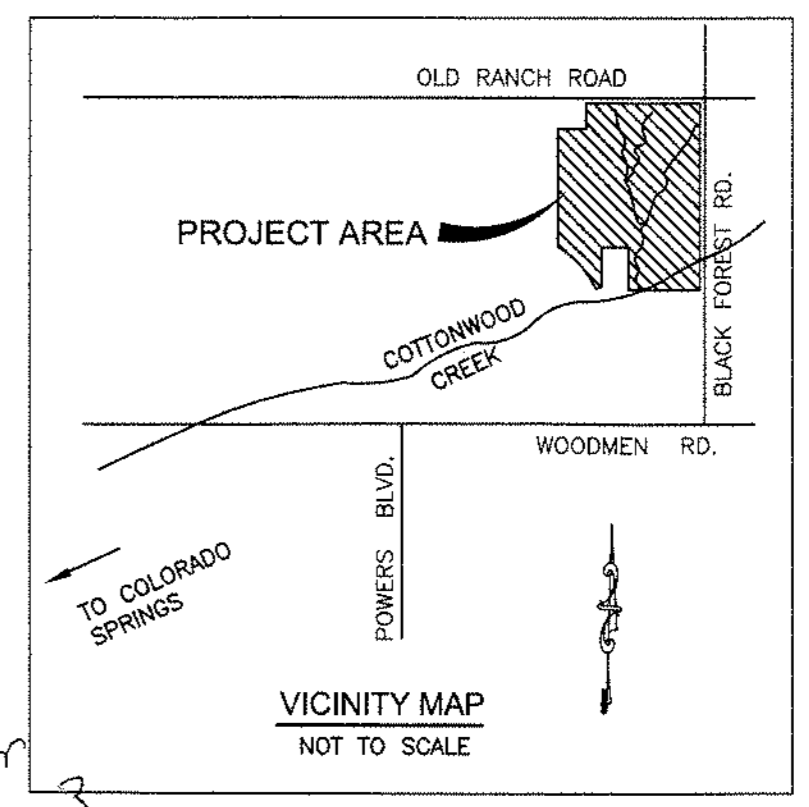 OLD RANCH ROAD
PROJECT AREA
BLACK FOREST RD.
COTTONWOOD
CREEK
WOODMEN RD.
POWERS BLVD.
TO COLORADO
SPRINGS
VICINITY MAP
NOT TO SCALE